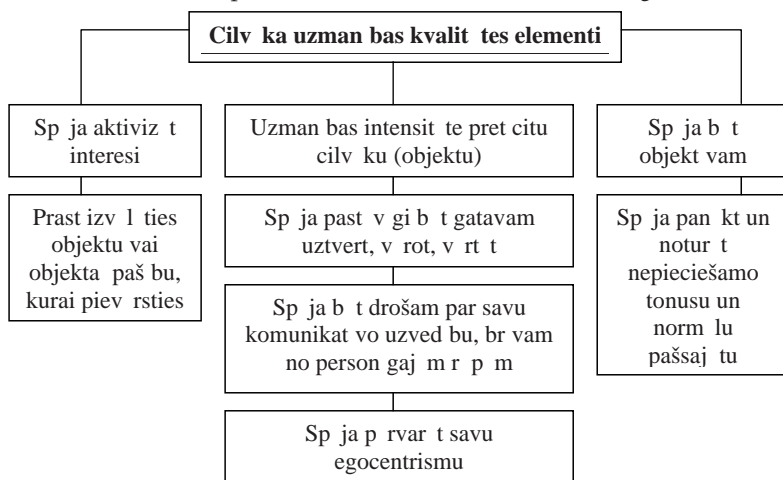 Cilv ka uzman bas kvalit tes elementi
Sp ja aktiviz t
interesi
Uzman bas intensit te pret citu
cilv ku (objektu)
Sp ja b t
objekt vam
Prast izv l ties
objektu vai
objekta paš bu,
kurai piev rsties
Sp ja past v gi b t gatavam
uztvert, v rot, v rt t
Sp ja b t drošam par savu
komunikat vo uzved bu, br vam
no person gaj m r p m
Sp ja p rvar t savu
egocentrismu
Sp ja pan kt un
notur t
nepieciešamo
tonusu un
norm lu
pašsaj tu